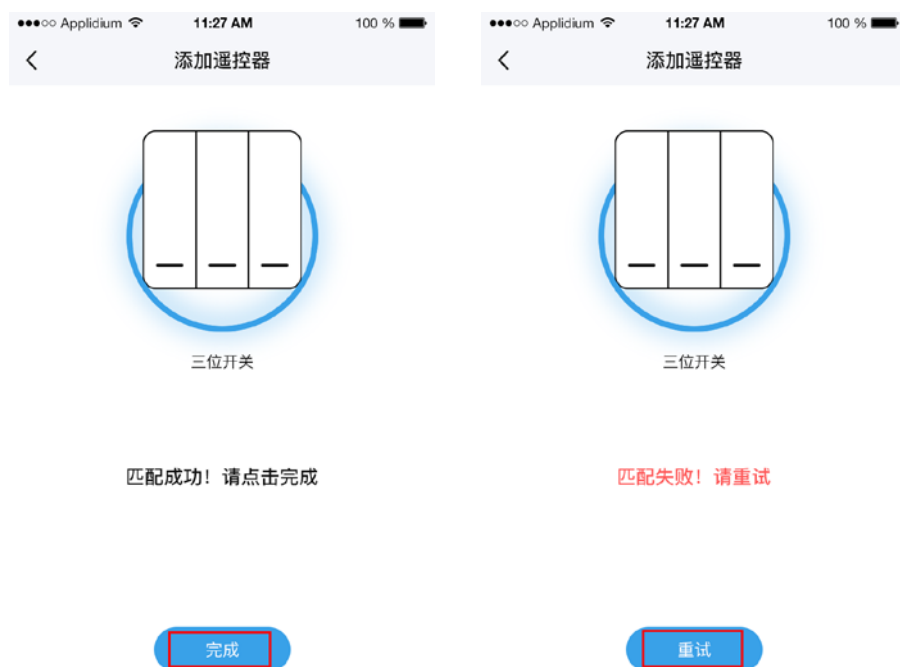 Applidium 11:27 AM 100 %
添加遥控器
三位开关
匹配成功！请点击完成
完成
Applidium 11:27 AM 100 %
添加遥控器
三位开关
匹配失败！请重试
重试